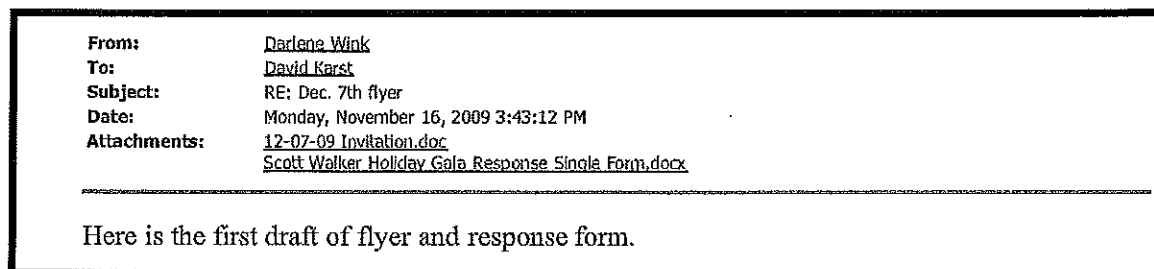 From: Darlene Wink
To: David Karst
Subject: RE: Dec. 7th flyer
Date: Monday, November 16, 2009 3:43:12 PM
Attachments: 12-07-09 Invitation.doc
Scott Walker Holiday Gala Response Single Form.docx
Here is the first draft of flyer and response form.